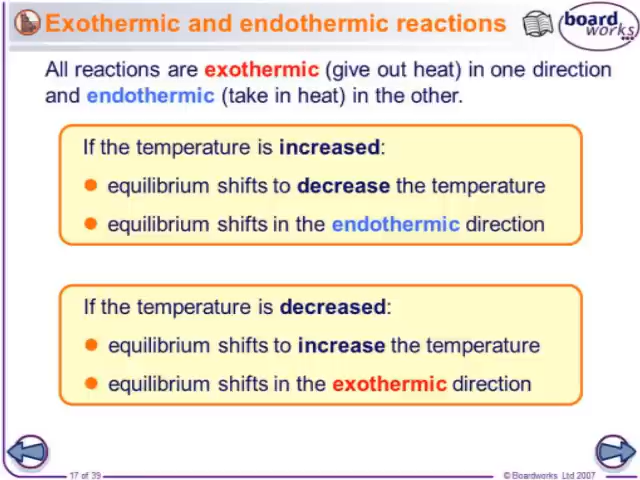 Exothermic and endothermic reactions
board
works
All reactions are exothermic (give out heat) in one direction
and endothermic (take in heat) in the other.
If the temperature is increased:
equilibrium shifts to decrease the temperature
equilibrium shifts in the endothermic direction
If the temperature is decreased:
equilibrium shifts to increase the temperature
equilibrium shifts in the exothermic direction
17 of 39
© Boardworks Ltd 2007